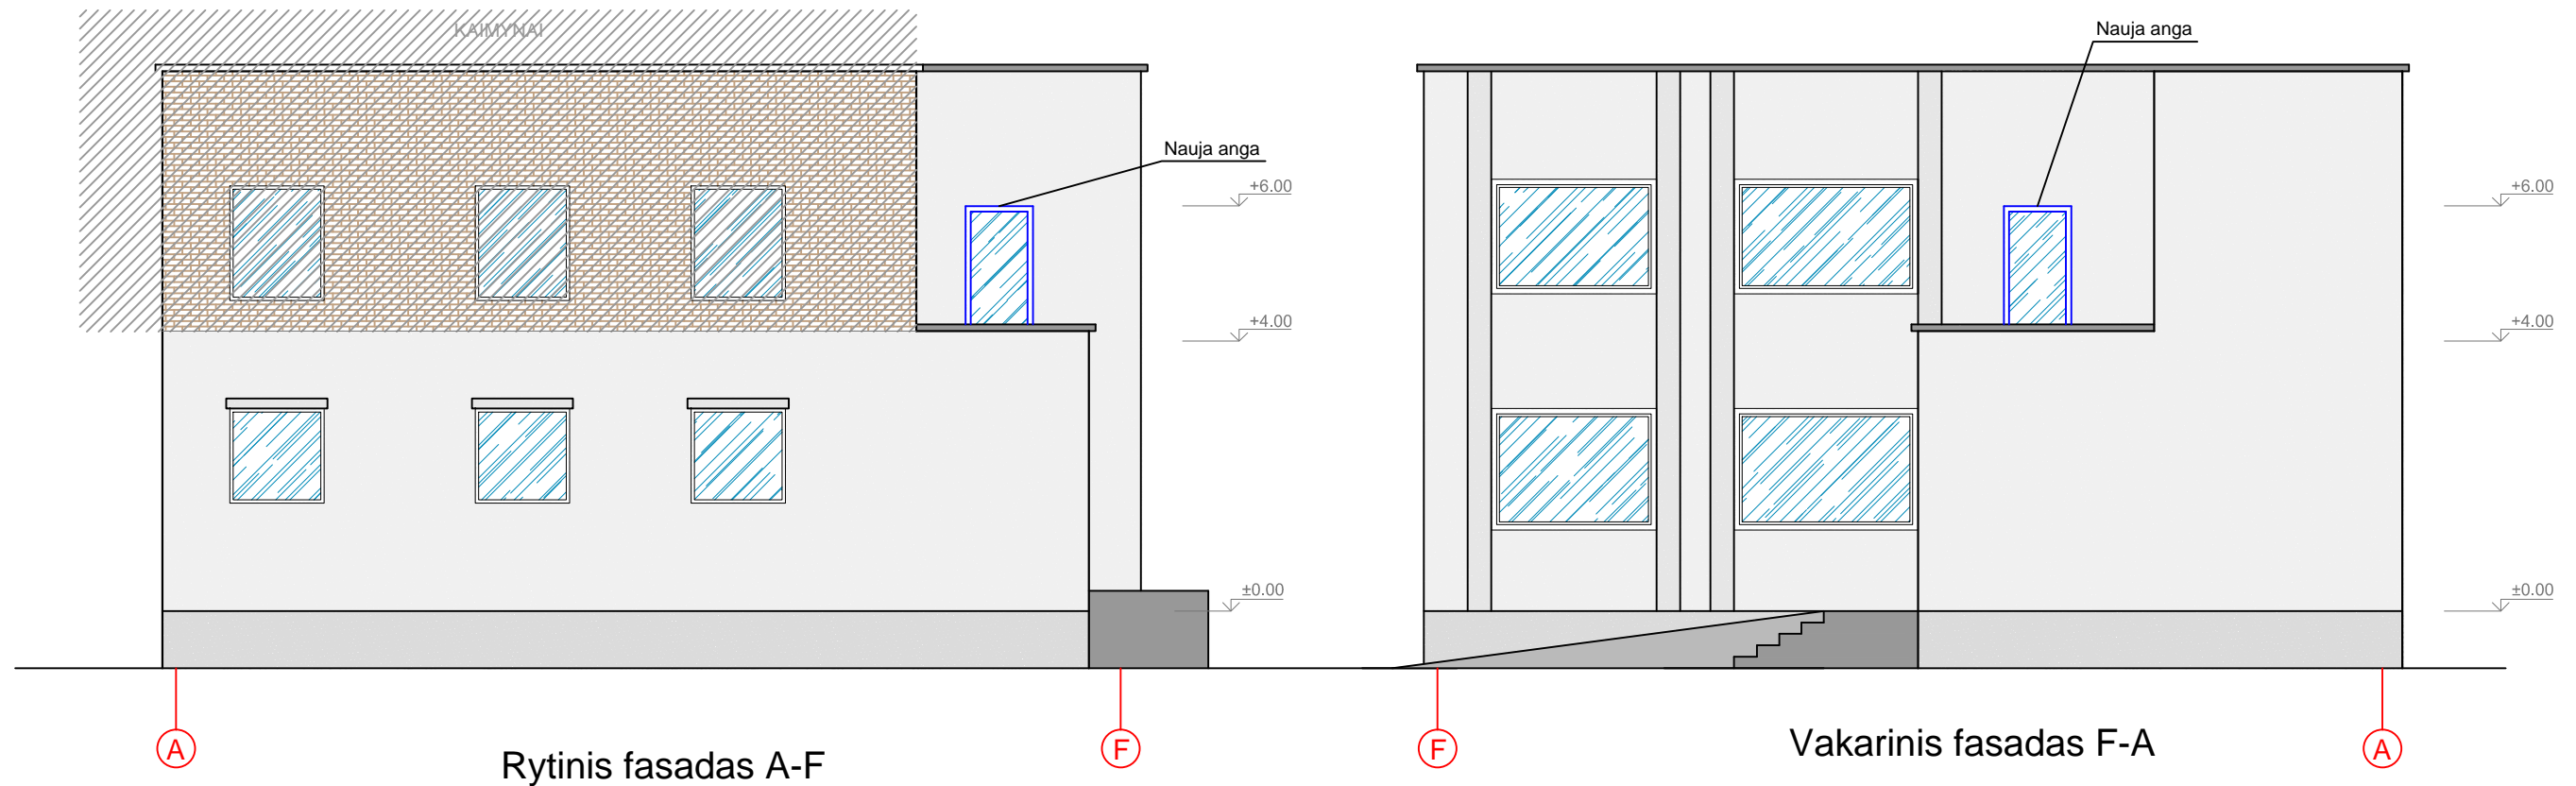 KAIMYNAI
Nauja anga
+6.00
+4.00
±0.00
A
F
Rytinis fasadas A-F
Nauja anga
+6.00
+4.00
±0.00
F
A
Vakarinis fasadas F-A